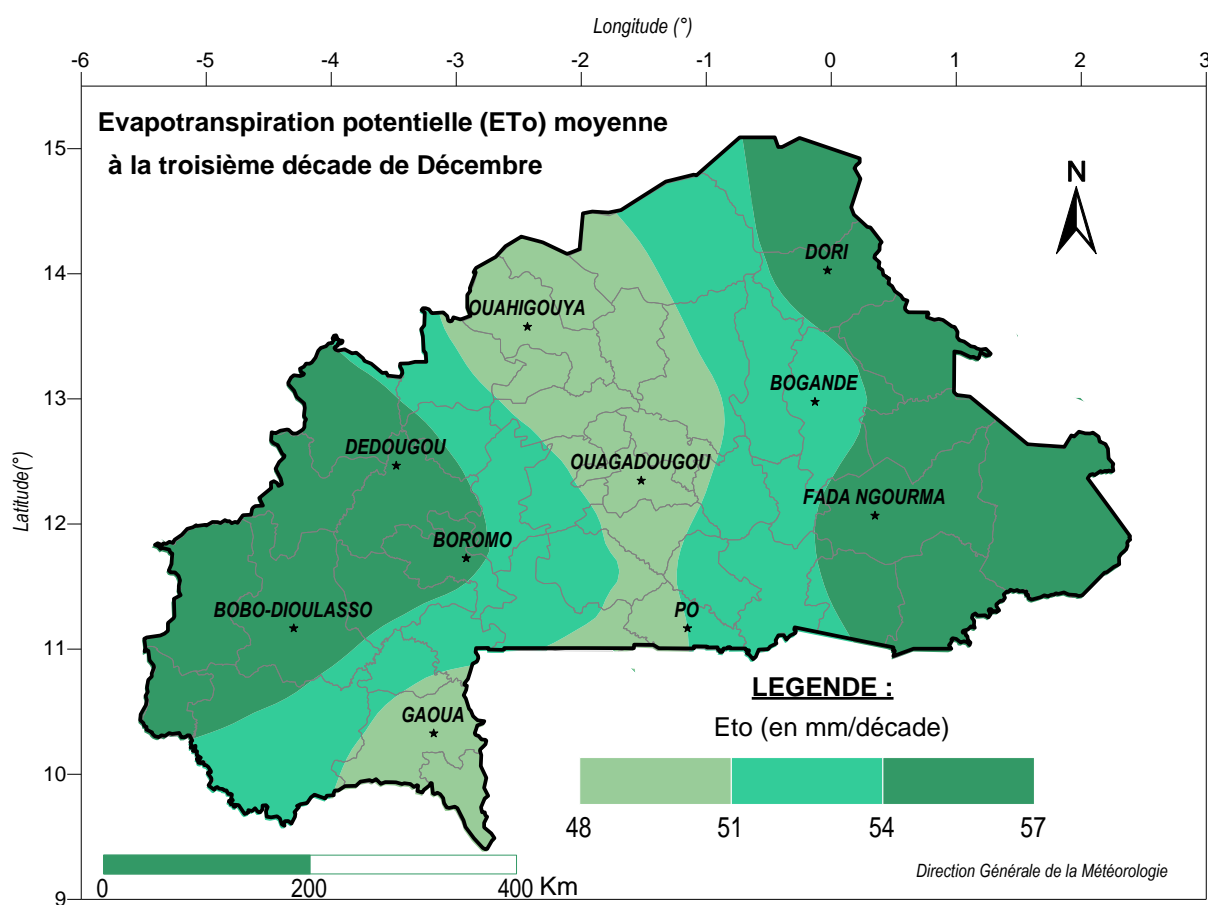 Longitude (°)
-6 -5 -4 -3 -2 -1 0 1 2 3
Evapotranspiration potentielle (ETo) moyenne
à la troisième décade de Décembre
15
N
14
DORI
OUAHIGOUYA
13
BOGANDE
DEDOUGOU
OUAGADOUGOU
FADA NGOURMA
Latitude(°)
12
BOROMO
BOBO-DIOULASSO
PO
11
LEGENDE :
GAOUA
Eto (en mm/décade)
10
48 51 54 57
Direction Générale de la Météorologie
0 200 400 Km
9